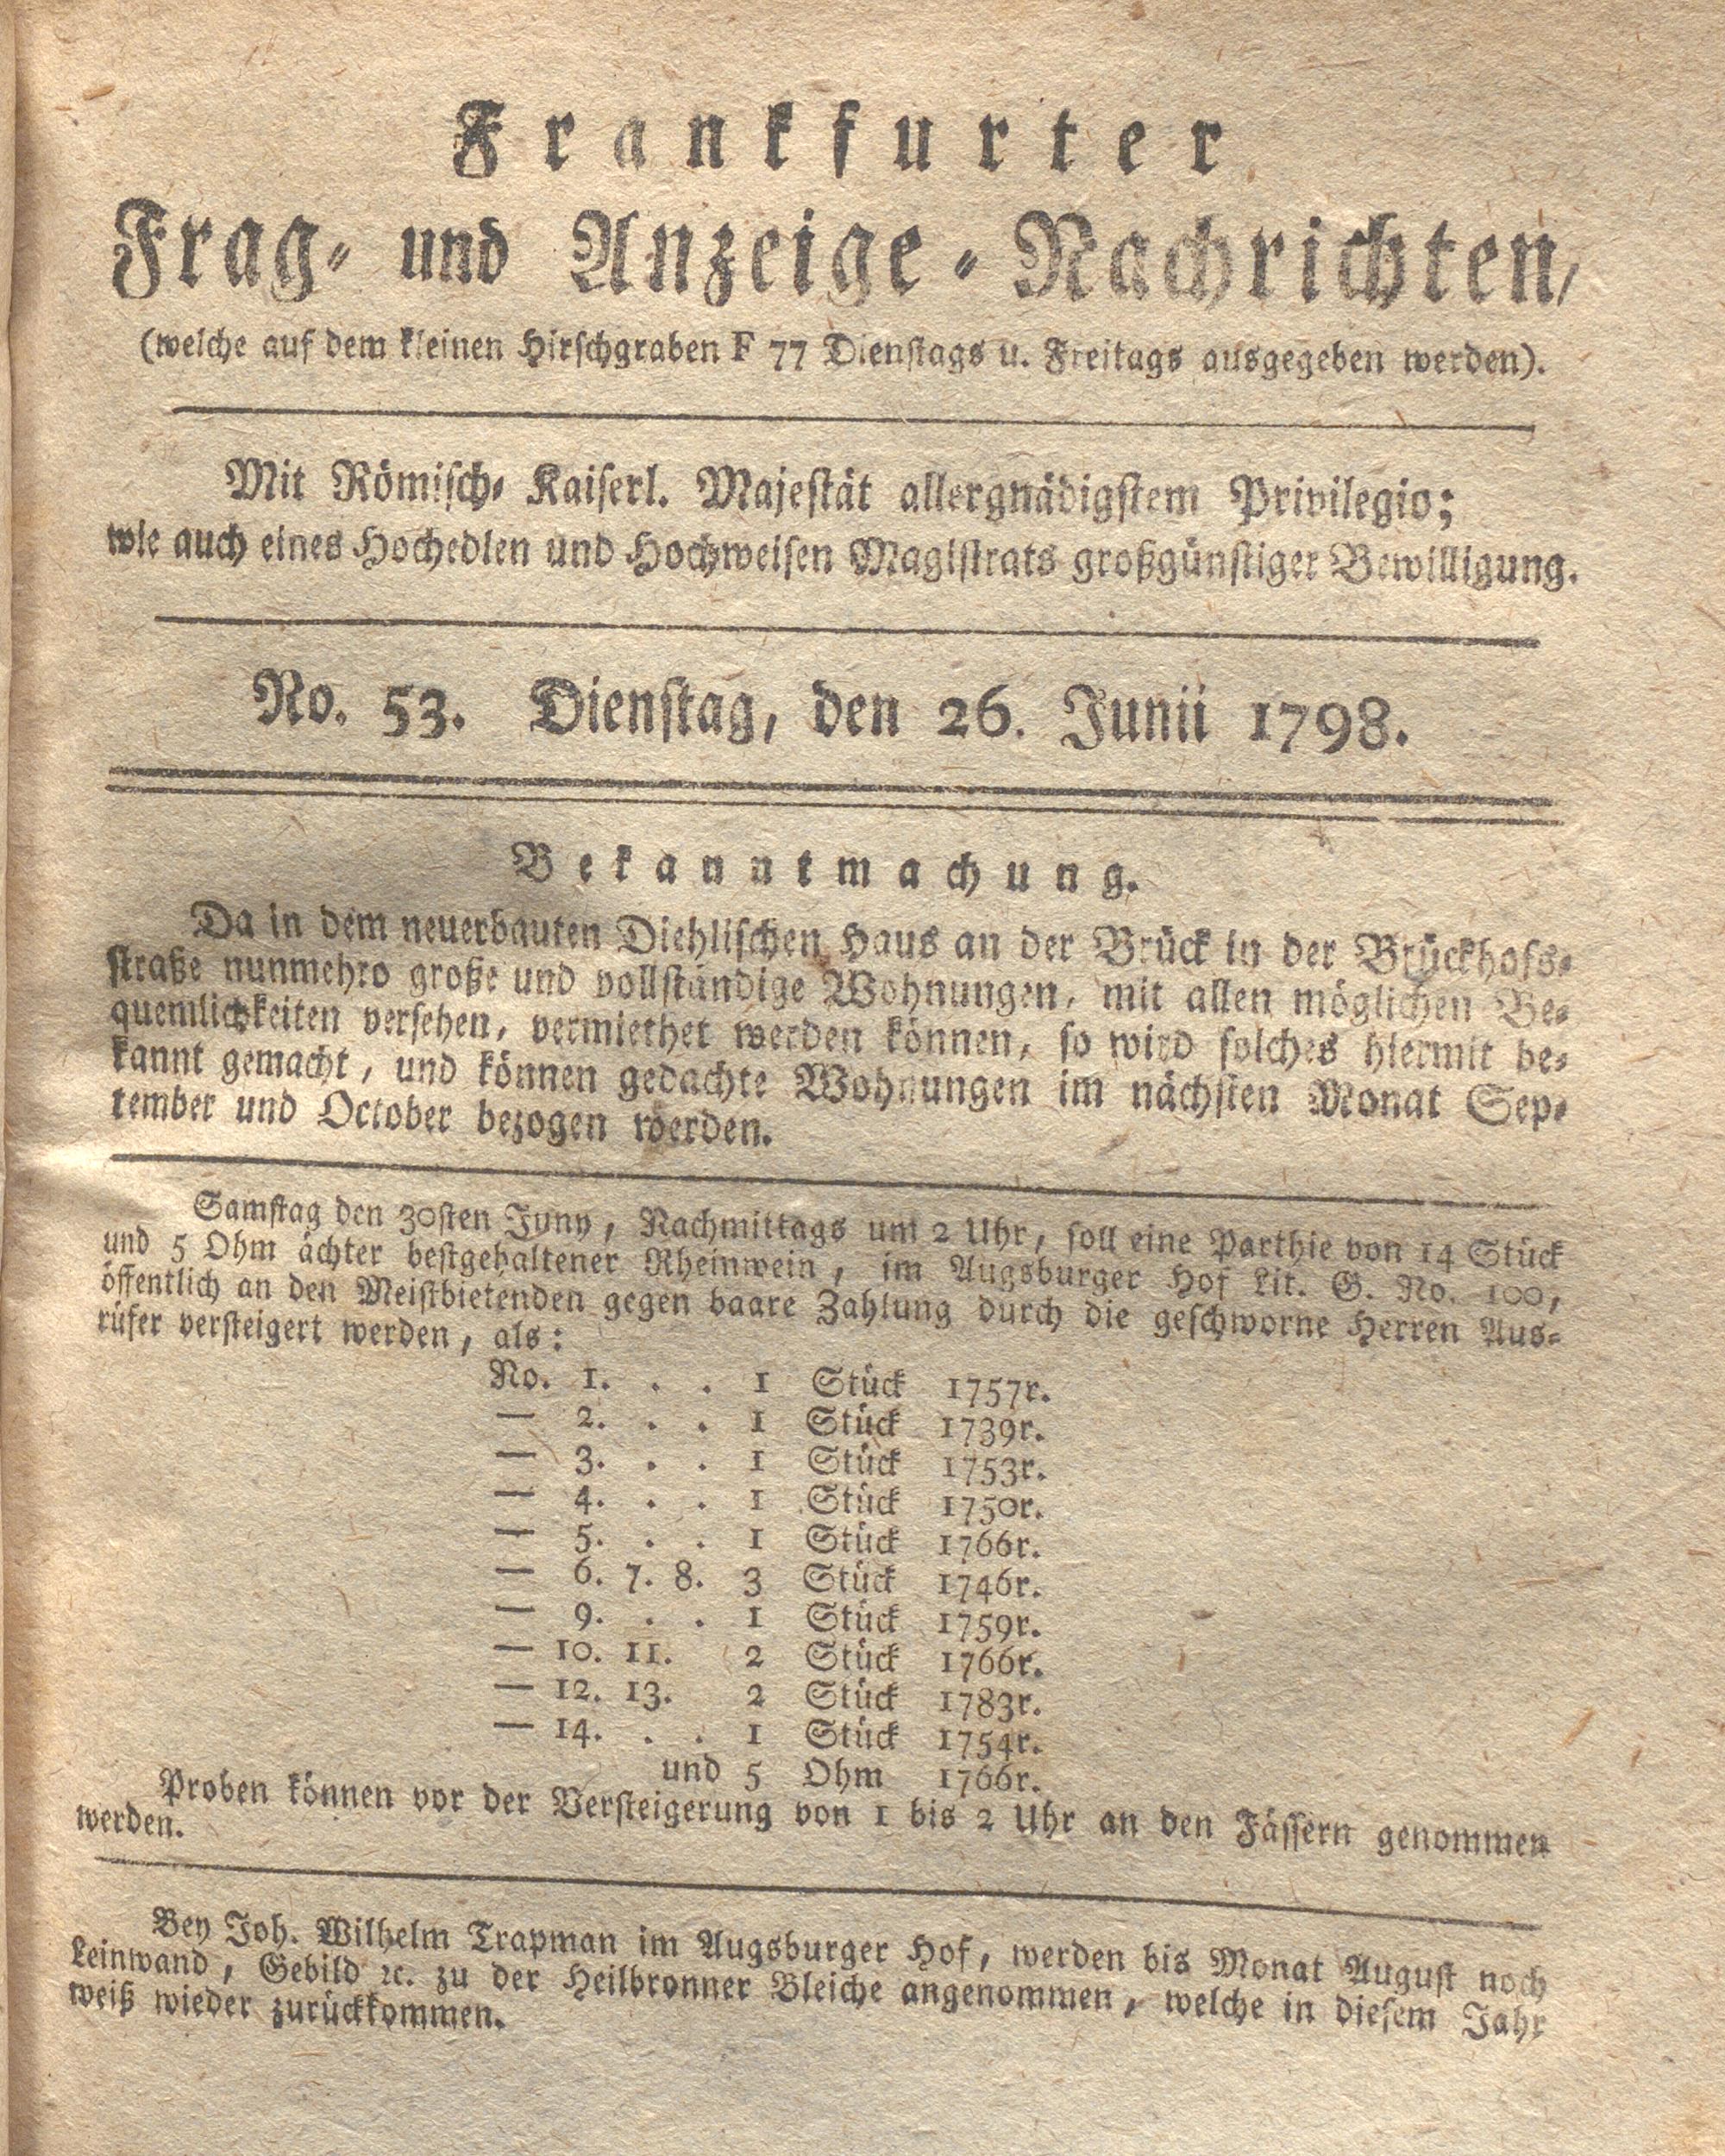 Frankfurter
Frag- und Anzeige-Nachrichten,
(welche auf dem kleinen Hirschgraben F 77 Dienstags u. Freitags ausgegeben werden).
Mit Römisch- Kaiserl. Majestät allergnädigstem Privilegio;
wie auch eines Hochedlen und Hochweisen Magistrats großgünstiger Bewilligung.
No. 53. Dienstag, den 26. Junii 1798.
Bekanntmachung.
Da in dem neuerbauten Diehlischen Haus an der Brück in der Brückhofs-
straße nunmehro große und vollständige Wohnungen, mit allen möglichen Be-
quemlichkeiten versehen, vermiethet werden können, so wird solches hiermit be-
kannt gemacht, und können gedachte Wohnungen im nächsten Monat Sep-
tember und October bezogen werden.
Samstag den 30sten Juny, Nachmittags um 2 Uhr, soll eine Parthie von 14 Stück
und 5 Ohm ächter bestgehaltener Rheinwein, im Augsburger Hof Lit. G. No. 100,
öffentlich an den Meistbietenden gegen baare Zahlung durch die geschworne Herren Aus-
rüfer versteigert werden, als:
No. 1. . . 1 Stück 1757r.
— 2. . . 1 Stück 1739r.
— 3. . . 1 Stück 1753r.
— 4. . . 1 Stück 1750r.
— 5. . . 1 Stück 1766r.
— 6. 7. 8. 3 Stück 1746r.
— 9. . . 1 Stück 1759r.
— 10. 11. 2 Stück 1766r.
— 12. 13. 2 Stück 1783r.
— 14. . . 1 Stück 1754r.
und 5 Ohm 1766r.
Proben können vor der Versteigerung von 1 bis 2 Uhr an den Fässern genommen
werden.
Bey Joh. Wilhelm Trapman im Augsburger Hof, werden bis Monat August noch
Leinwand, Gebild ꝛc. zu der Heilbronner Bleiche angenommen, welche in diesem Jahr
weiß wieder zurückkommen.